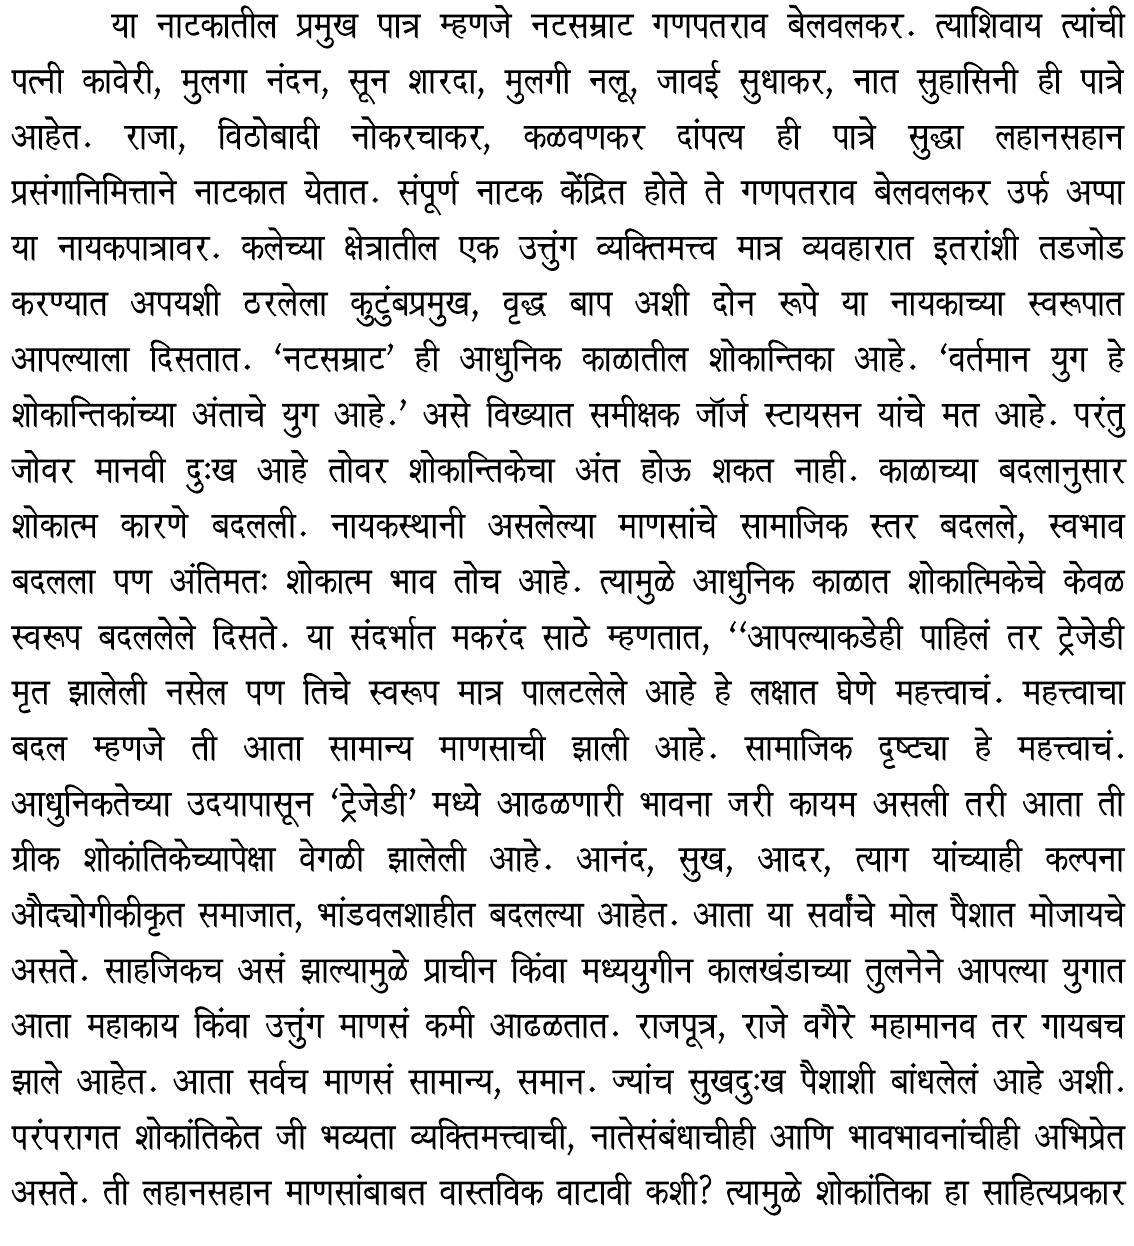 या नाटकातील प्रमुख पात्र म्हणजे नटसम्राट गणपतराव बेलवलकर. त्याशिवाय त्यांची
पत्नी कावेरी, मुलगा नंदन, सून शारदा, मुलगी नलू, जावई सुधाकर, नात सुहासिनी ही पात्रे
आहेत. राजा, विठोबादी नोकरचाकर, कळवणकर दांपत्य ही पात्रे सुद्धा लहानसहान
प्रसंगानिमित्ताने नाटकात येतात. संपूर्ण नाटक केंद्रित होते ते गणपतराव बेलवलकर उर्फ अप्पा
या नायकपात्रावर. कलेच्या क्षेत्रातील एक उत्तुंग व्यक्तिमत्त्व मात्र व्यवहारात इतरांशी तडजोड
करण्यात अपयशी ठरलेला कुटुंबप्रमुख, वृद्ध बाप अशी दोन रूपे या नायकाच्या स्वरूपात
आपल्याला दिसतात. ‘नटसम्राट’ ही आधुनिक काळातील शोकान्तिका आहे. ‘वर्तमान युग हे
शोकान्तिकांच्या अंताचे युग आहे.’ असे विख्यात समीक्षक जॉर्ज स्टायसन यांचे मत आहे. परंतु
जोवर मानवी दुःख आहे तोवर शोकान्तिकेचा अंत होऊ शकत नाही. काळाच्या बदलानुसार
शोकात्म कारणे बदलली. नायकस्थानी असलेल्या माणसांचे सामाजिक स्तर बदलले, स्वभाव
बदलला पण अंतिमतः शोकात्म भाव तोच आहे. त्यामुळे आधुनिक काळात शोकात्मिकेचे केवळ
स्वरूप बदललेले दिसते. या संदर्भात मकरंद साठे म्हणतात, ‘‘आपल्याकडेही पाहिलं तर ट्रेजेडी
मृत झालेली नसेल पण तिचे स्वरूप मात्र पालटलेले आहे हे लक्षात घेणे महत्त्वाचं. महत्त्वाचा
बदल म्हणजे ती आता सामान्य माणसाची झाली आहे. सामाजिक दृष्ट्या हे महत्त्वाचं.
आधुनिकतेच्या उदयापासून ‘ट्रेजेडी’ मध्ये आढळणारी भावना जरी कायम असली तरी आता ती
ग्रीक शोकांतिकेच्यापेक्षा वेगळी झालेली आहे. आनंद, सुख, आदर, त्याग यांच्याही कल्पना
औद्योगीकीकृत समाजात, भांडवलशाहीत बदलल्या आहेत. आता या सर्वांचे मोल पैशात मोजायचे
असते. साहजिकच असं झाल्यामुळे प्राचीन किंवा मध्ययुगीन कालखंडाच्या तुलनेने आपल्या युगात
आता महाकाय किंवा उत्तुंग माणसं कमी आढळतात. राजपूत्र, राजे वगैरे महामानव तर गायबच
झाले आहेत. आता सर्वच माणसं सामान्य, समान. ज्यांच सुखदुःख पैशाशी बांधलेलं आहे अशी.
परंपरागत शोकांतिकेत जी भव्यता व्यक्तिमत्त्वाची, नातेसंबंधाचीही आणि भावभावनांचीही अभिप्रेत
असते. ती लहानसहान माणसांबाबत वास्तविक वाटावी कशी? त्यामुळे शोकांतिका हा साहित्यप्रकार